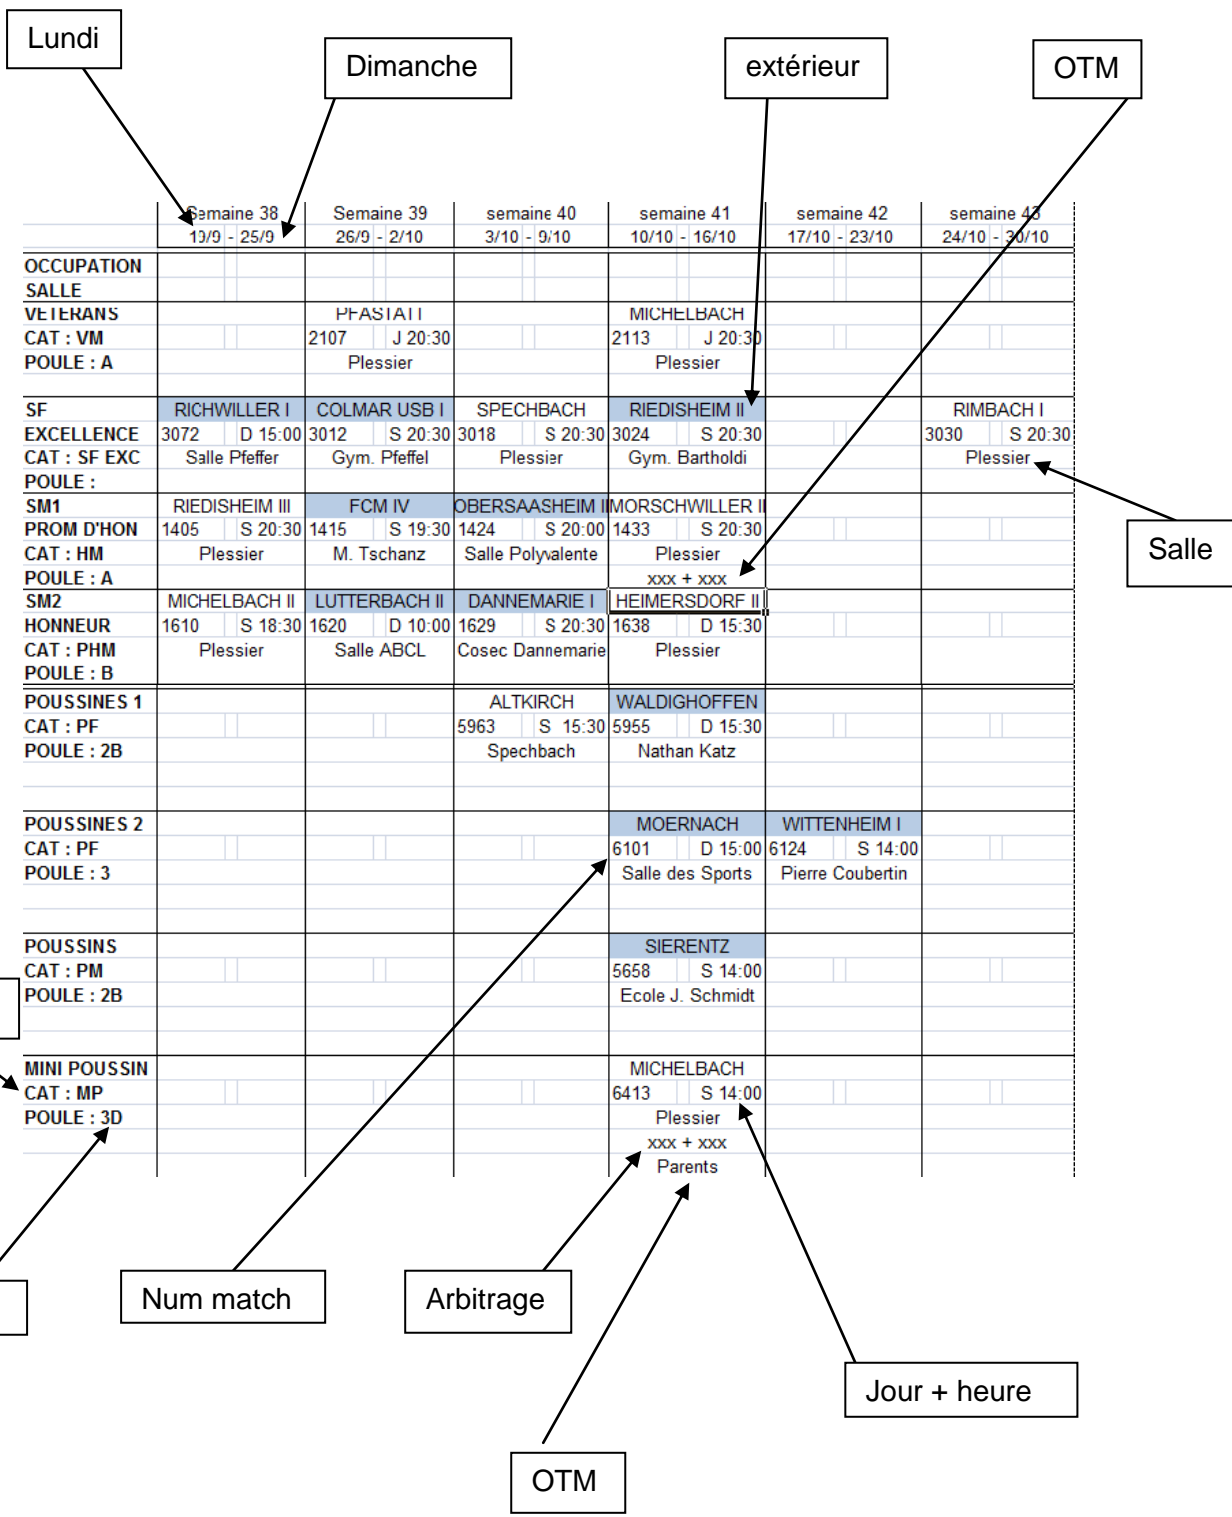 Lundi
Dimanche
extérieur
OTM
Semaine 38 Semaine 39 semaine 40 semaine 41 semaine 42 semaine 43
19/9 - 25/9 26/9 - 2/10 3/10 - 9/10 10/10 - 16/10 17/10 - 23/10 24/10 - 30/10
OCCUPATION
SALLE
VETERANS PFASTATT MICHELBACH
CAT : VM 2107 J 20:30 2113 J 20:30
POULE : A Plessier Plessier
SF RICHWILLER I COLMAR USB I SPECHBACH RIEDISHEIM II RIMBACH I
EXCELLENCE 3072 D 15:00 3012 S 20:30 3018 S 20:30 3024 S 20:30 3030 S 20:30
CAT : SF EXC Salle Pfeffer Gym. Pfeffel Plessier Gym. Bartholdi Plessier
POULE :
SM1 RIEDISHEIM III FCM IV OBERSAASHEIM II MORSCHWILLER II
PROM D'HON 1405 S 20:30 1415 S 19:30 1424 S 20:00 1433 S 20:30
CAT : HM Plessier M. Tschanz Salle Polyvalente Plessier
POULE : A xxx + xxx
Salle
SM2 MICHELBACH II LUTTERBACH II DANNEMARIE I HEIMERSDORF II
HONNEUR 1610 S 18:30 1620 D 10:00 1629 S 20:30 1638 D 15:30
CAT : PHM Plessier Salle ABCL Cosec Dannemarie Plessier
POULE : B
POUSSINES 1 ALTKIRCH WALDIGHOFFEN
CAT : PF 5963 S 15:30 5955 D 15:30
POULE : 2B Spechbach Nathan Katz
POUSSINES 2 MOERNACH WITTENHEIM I
CAT : PF 6101 D 15:00 6124 S 14:00
POULE : 3 Salle des Sports Pierre Coubertin
POUSSINS SIERENTZ
CAT : PM 5658 S 14:00
POULE : 2B Ecole J. Schmidt
MINI POUSSIN MICHELBACH
CAT : MP 6413 S 14:00
POULE : 3D Plessier
xxx + xxx
Parents
Num match
Arbitrage
Jour + heure
OTM